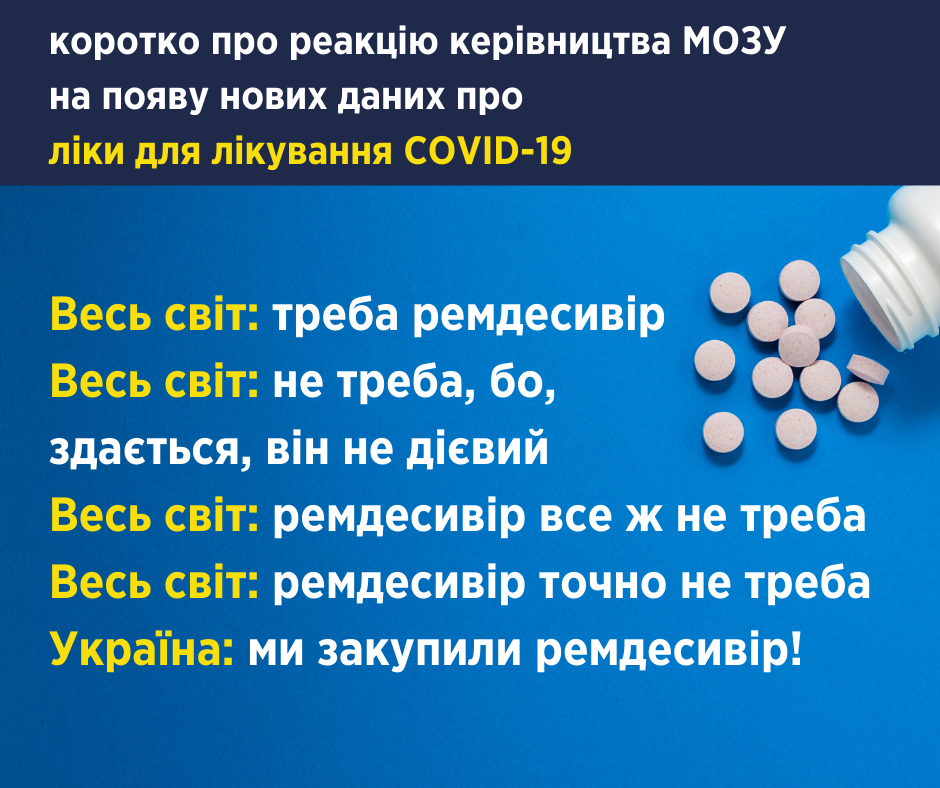 коротко про реакцію керівництва МОЗУ
на появу нових даних про
ліки для лікування COVID-19
Весь світ: треба ремдесивір
Весь світ: не треба, бо,
здається, він не дієвий
Весь світ: ремдесивір все ж не треба
Весь світ: ремдесивір точно не треба
Україна: ми закупили ремдесивір!